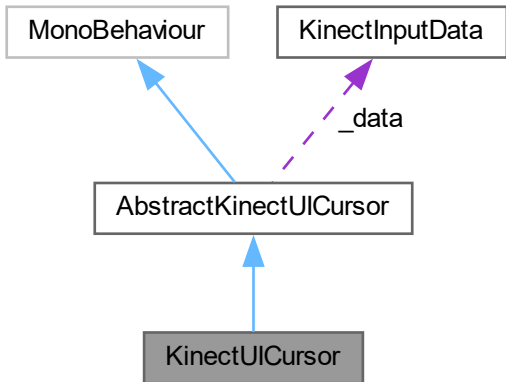 MonoBehaviour
KinectInputData
_data
AbstractKinectUICursor
KinectUICursor